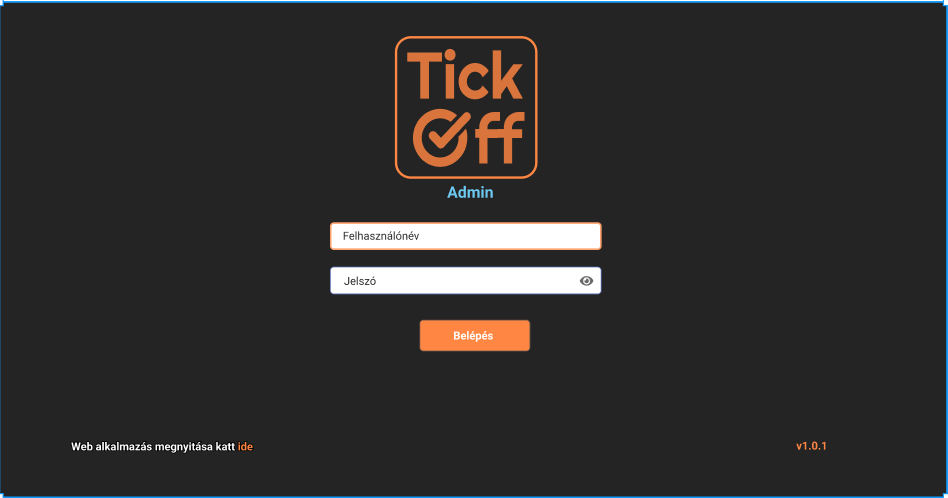 Tick
Off
Admin
Felhasználónév
Jelszó
Belépés
Web alkalmazás megnyitása katt ide
v1.0.1